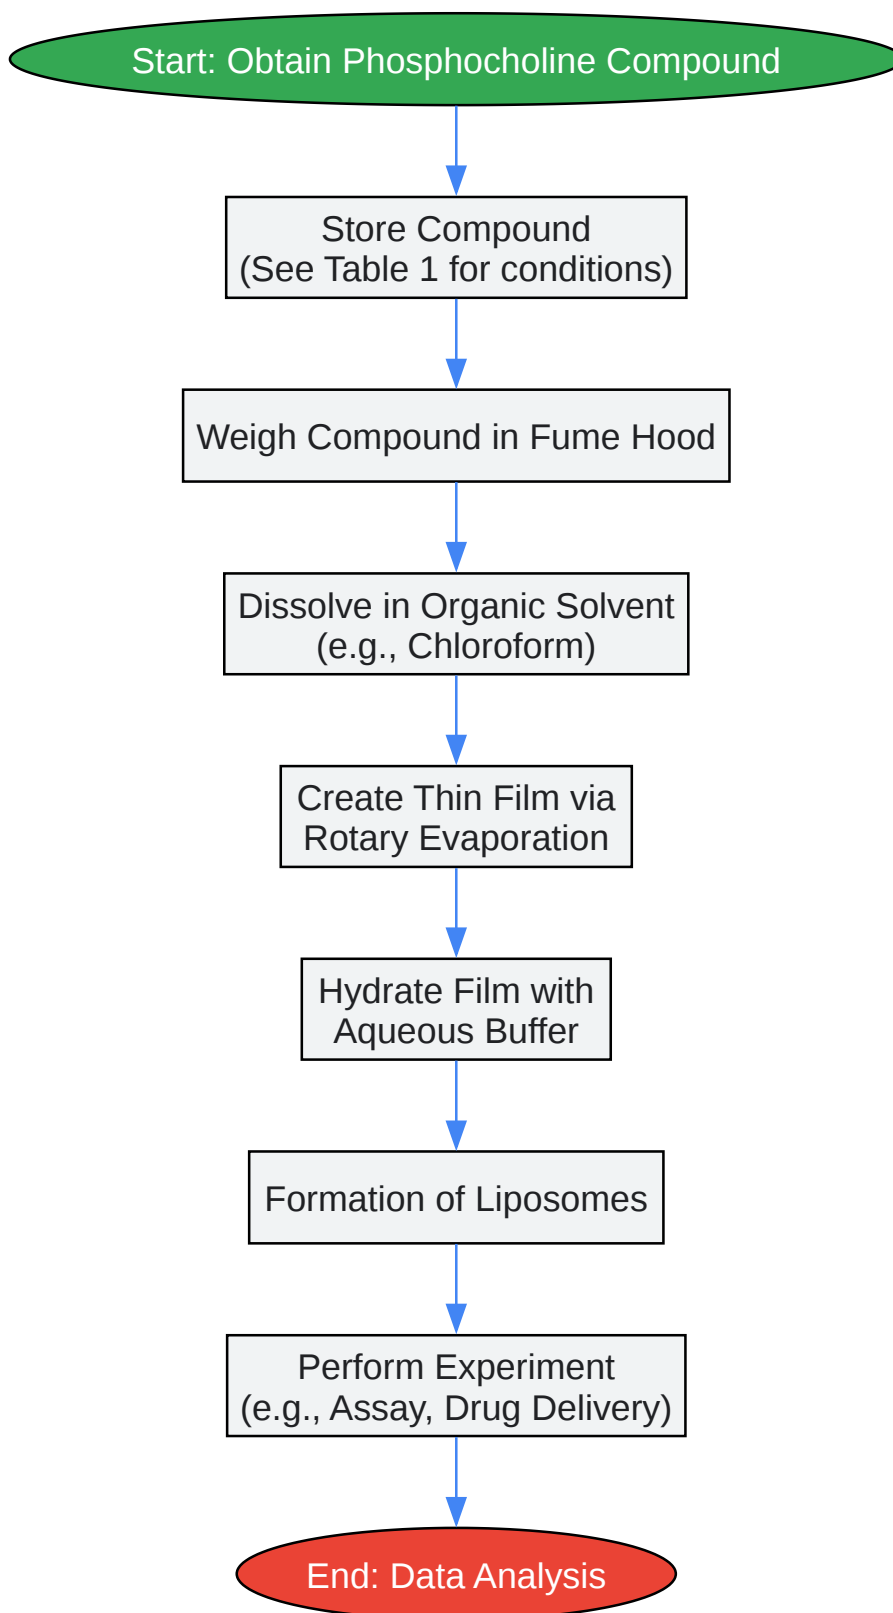 Start: Obtain Phosphocholine Compound
Store Compound
(See Table 1 for conditions)
Weigh Compound in Fume Hood
Dissolve in Organic Solvent
(e.g., Chloroform)
Create Thin Film via
Rotary Evaporation
Hydrate Film with
Aqueous Buffer
Formation of Liposomes
Perform Experiment
(e.g., Assay, Drug Delivery)
End: Data Analysis